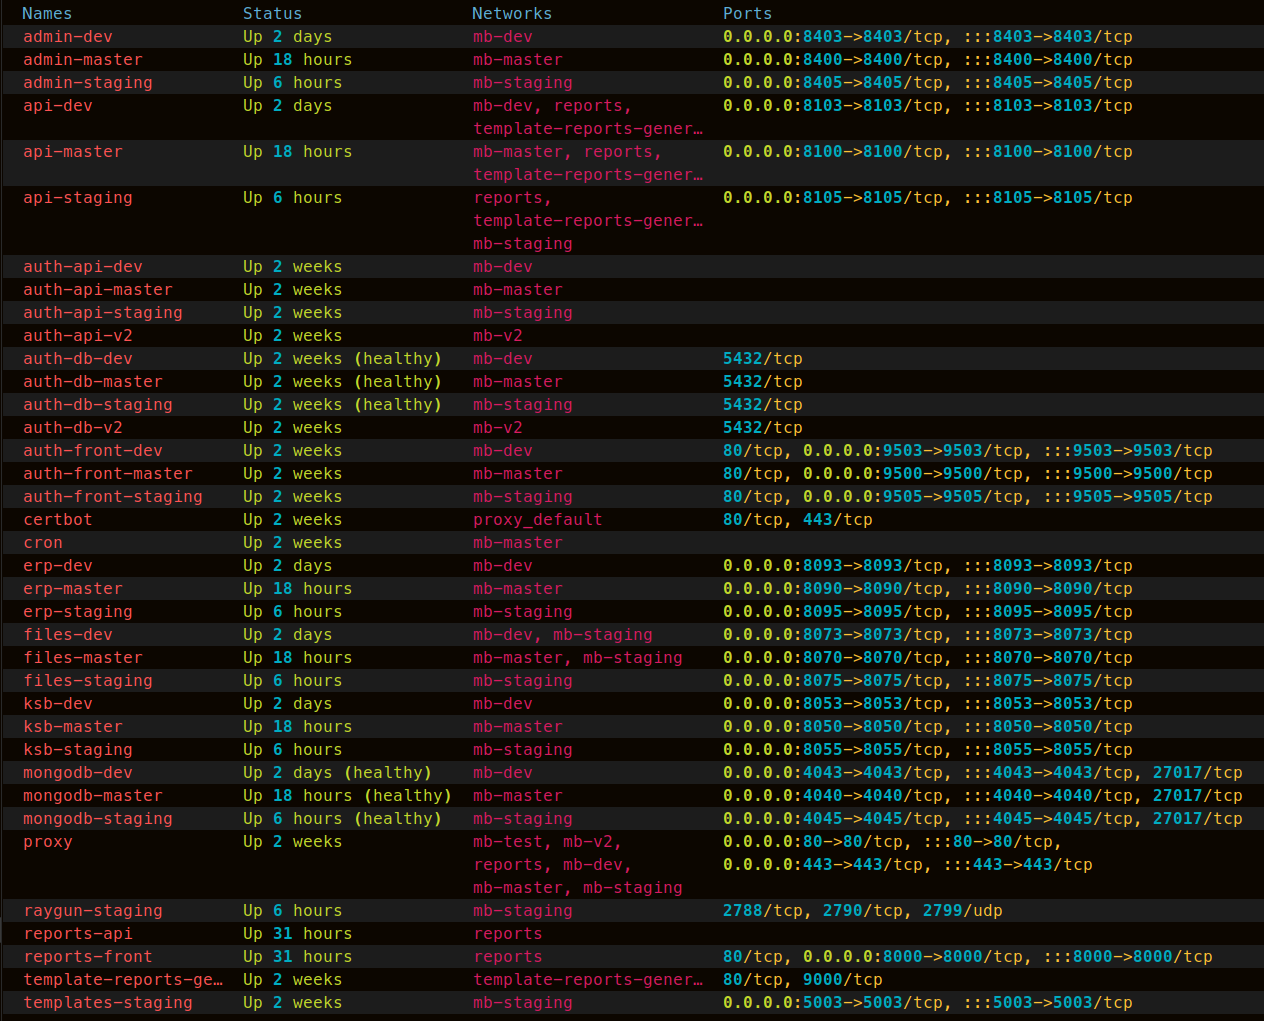 Names Status Networks Ports
admin-dev Up 2 days mb-dev 0.0.0.0:8403->8403/tcp, :::8403->8403/tcp
admin-master Up 18 hours mb-master 0.0.0.0:8400->8400/tcp, :::8400->8400/tcp
admin-staging Up 6 hours mb-staging 0.0.0.0:8405->8405/tcp, :::8405->8405/tcp
api-dev Up 2 days mb-dev, reports, 0.0.0.0:8103->8103/tcp, :::8103->8103/tcp
template-reports-gener…
api-master Up 18 hours mb-master, reports, 0.0.0.0:8100->8100/tcp, :::8100->8100/tcp
template-reports-gener…
api-staging Up 6 hours reports, 0.0.0.0:8105->8105/tcp, :::8105->8105/tcp
template-reports-gener…
mb-staging
auth-api-dev Up 2 weeks mb-dev
auth-api-master Up 2 weeks mb-master
auth-api-staging Up 2 weeks mb-staging
auth-api-v2 Up 2 weeks mb-v2
auth-db-dev Up 2 weeks (healthy) mb-dev 5432/tcp
auth-db-master Up 2 weeks (healthy) mb-master 5432/tcp
auth-db-staging Up 2 weeks (healthy) mb-staging 5432/tcp
auth-db-v2 Up 2 weeks mb-v2 5432/tcp
auth-front-dev Up 2 weeks mb-dev 80/tcp, 0.0.0.0:9503->9503/tcp, :::9503->9503/tcp
auth-front-master Up 2 weeks mb-master 80/tcp, 0.0.0.0:9500->9500/tcp, :::9500->9500/tcp
auth-front-staging Up 2 weeks mb-staging 80/tcp, 0.0.0.0:9505->9505/tcp, :::9505->9505/tcp
certbot Up 2 weeks proxy_default 80/tcp, 443/tcp
cron Up 2 weeks mb-master
erp-dev Up 2 days mb-dev 0.0.0.0:8093->8093/tcp, :::8093->8093/tcp
erp-master Up 18 hours mb-master 0.0.0.0:8090->8090/tcp, :::8090->8090/tcp
erp-staging Up 6 hours mb-staging 0.0.0.0:8095->8095/tcp, :::8095->8095/tcp
files-dev Up 2 days mb-dev, mb-staging 0.0.0.0:8073->8073/tcp, :::8073->8073/tcp
files-master Up 18 hours mb-master, mb-staging 0.0.0.0:8070->8070/tcp, :::8070->8070/tcp
files-staging Up 6 hours mb-staging 0.0.0.0:8075->8075/tcp, :::8075->8075/tcp
ksb-dev Up 2 days mb-dev 0.0.0.0:8053->8053/tcp, :::8053->8053/tcp
ksb-master Up 18 hours mb-master 0.0.0.0:8050->8050/tcp, :::8050->8050/tcp
ksb-staging Up 6 hours mb-staging 0.0.0.0:8055->8055/tcp, :::8055->8055/tcp
mongodb-dev Up 2 days (healthy) mb-dev 0.0.0.0:4043->4043/tcp, :::4043->4043/tcp, 27017/tcp
mongodb-master Up 18 hours (healthy) mb-master 0.0.0.0:4040->4040/tcp, :::4040->4040/tcp, 27017/tcp
mongodb-staging Up 6 hours (healthy) mb-staging 0.0.0.0:4045->4045/tcp, :::4045->4045/tcp, 27017/tcp
proxy Up 2 weeks mb-test, mb-v2, 0.0.0.0:80->80/tcp, :::80->80/tcp,
reports, mb-dev, 0.0.0.0:443->443/tcp, :::443->443/tcp
mb-master, mb-staging
raygun-staging Up 6 hours mb-staging 2788/tcp, 2790/tcp, 2799/udp
reports-api Up 31 hours reports
reports-front Up 31 hours reports 80/tcp, 0.0.0.0:8000->8000/tcp, :::8000->8000/tcp
template-reports-ge… Up 2 weeks template-reports-gener… 80/tcp, 9000/tcp
templates-staging Up 2 weeks mb-staging 0.0.0.0:5003->5003/tcp, :::5003->5003/tcp